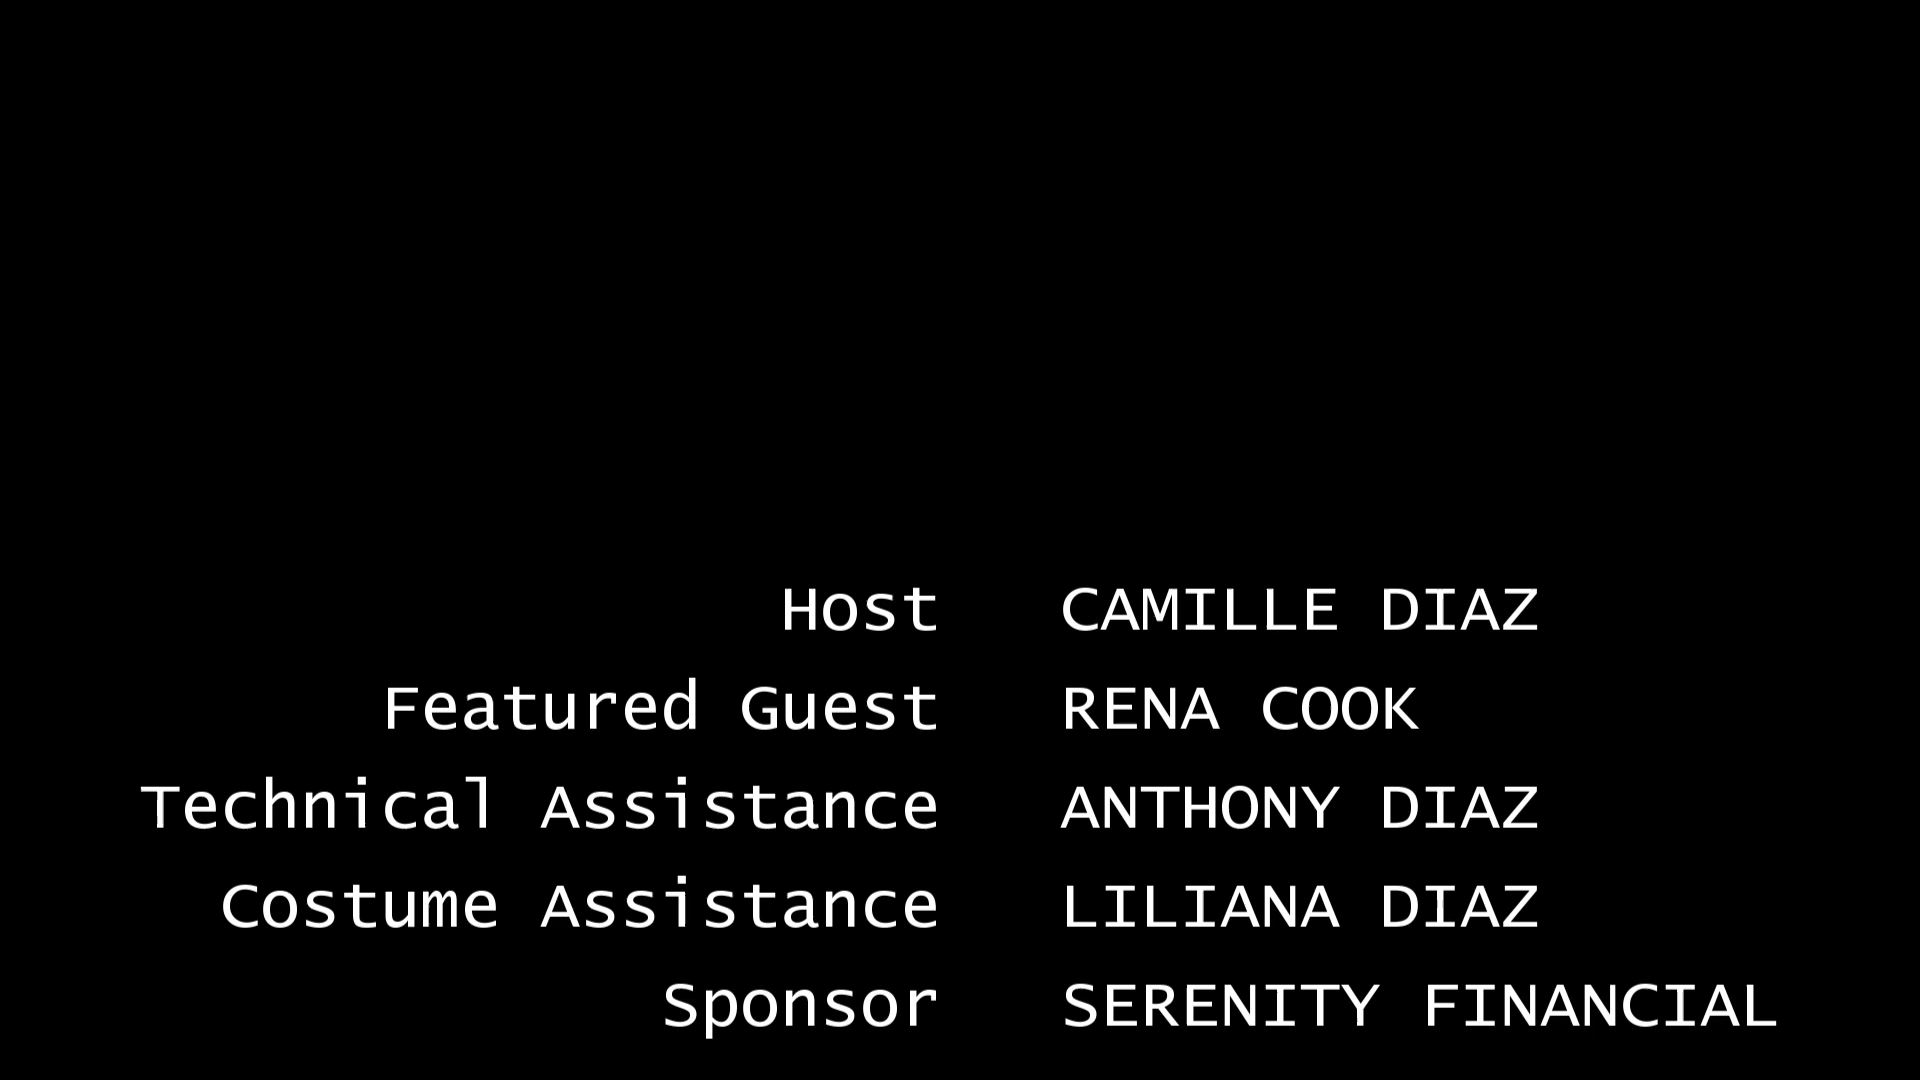 Host CAMILLE DIAZ
Featured Guest RENA COOK
Technical Assistance ANTHONY DIAZ
Costume Assistance LILIANA DIAZ
Sponsor SERENITY FINANCIAL